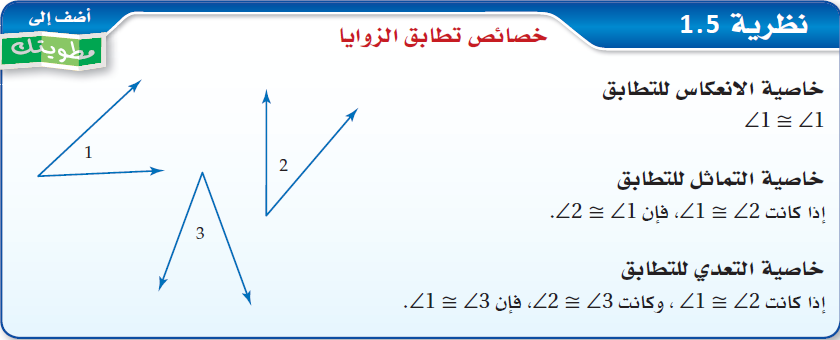 نظرية 1.5
خصائص تطابق الزوايا
أضف إلى
مطويتك
خاصية الانعكاس للتطابق
∠1 ≅ ∠1
خاصية التماثل للتطابق
إذا كانت ∠1 ≅ ∠2، فإن ∠2 ≅ ∠1.
خاصية التعدي للتطابق
إذا كانت ∠1 ≅ ∠2 ، وكانت ∠2 ≅ ∠3، فإن ∠1 ≅ ∠3.
1
2
3